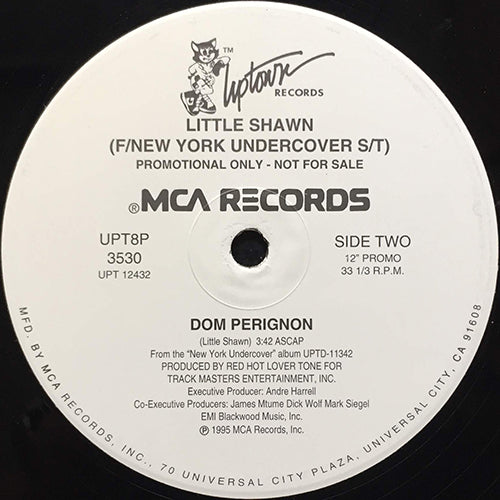 Uptown TM
RECORDS
LITTLE SHAWN
(F/NEW YORK UNDERCOVER S/T)
PROMOTIONAL ONLY - NOT FOR SALE
®MCA RECORDS
UPT8P
3530
UPT 12432
SIDE TWO
12" PROMO
33 1/3 R.P.M.
DOM PERIGNON
(Little Shawn) 3:42 ASCAP
From the "New York Undercover" album UPTD-11342
PRODUCED BY RED HOT LOVER TONE FOR
TRACK MASTERS ENTERTAINMENT, INC.
Executive Producer: Andre Harrell
Co-Executive Producers: James Mtume Dick Wolf Mark Siegel
EMI Blackwood Music, Inc.
℗ 1995 MCA Records, Inc.
MFD. BY MCA RECORDS, INC., 70 UNIVERSAL CITY PLAZA, UNIVERSAL CITY, CA 91608